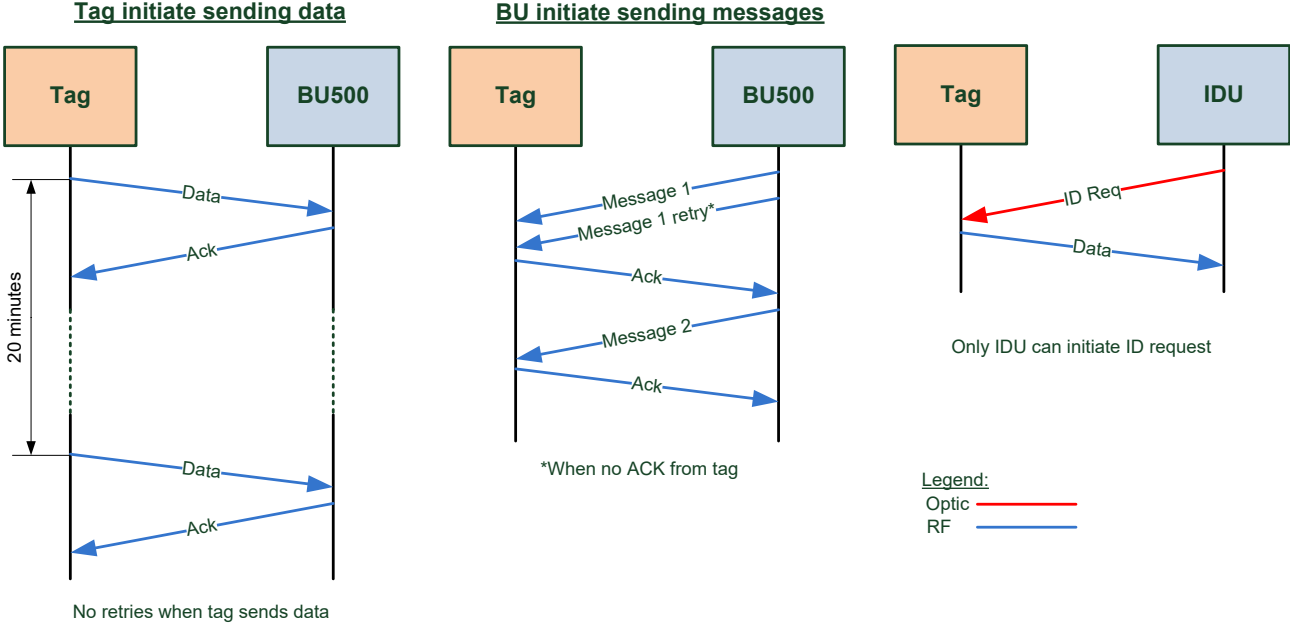 Tag initiate sending data
Tag
BU500
Data
Ack
20 minutes
Data
Ack
No retries when tag sends data
BU initiate sending messages
Tag
BU500
Message 1
Message 1 retry*
Ack
Message 2
Ack
*When no ACK from tag
Tag
IDU
ID Req
Data
Only IDU can initiate ID request
Legend:
Optic
RF